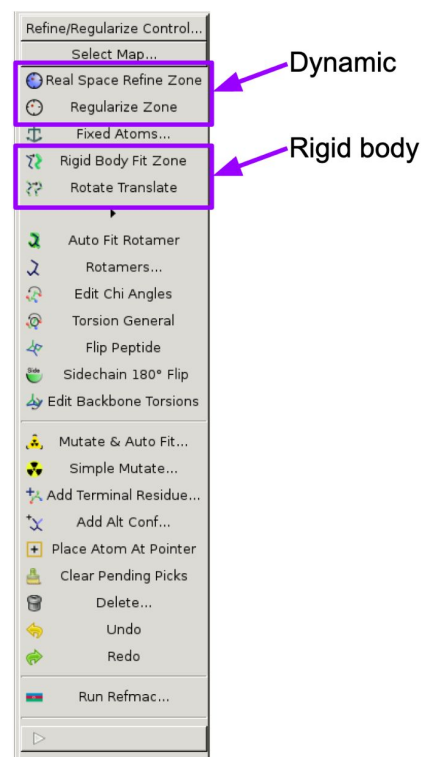 Refine/Regularize Control...
Select Map...
Dynamic
Real Space Refine Zone
Regularize Zone
Fixed Atoms...
Rigid body
Rigid Body Fit Zone
Rotate Translate
Auto Fit Rotamer
Rotamers...
Edit Chi Angles
Torsion General
Flip Peptide
Side
Sidechain 180° Flip
Edit Backbone Torsions
Mutate & Auto Fit...
Simple Mutate...
Add Terminal Residue...
Add Alt Conf...
Place Atom At Pointer
Clear Pending Picks
Delete...
Undo
Redo
Run Refmac...